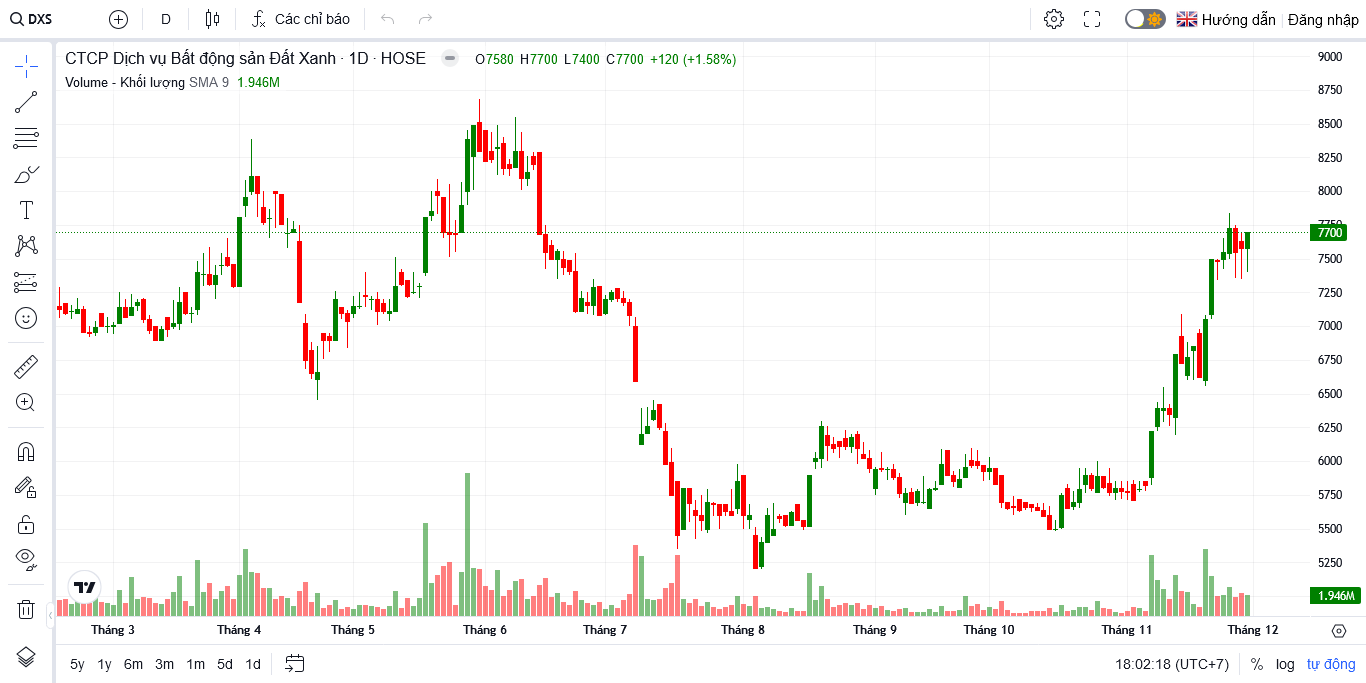 DXS D Các chỉ báo Hướng dẫn Đăng nhập
CTCP Dịch vụ Bất động sản Đất Xanh · 1D · HOSE O7580 H7700 L7400 C7700 +120 (+1.58%)
Volume - Khối lượng SMA 9 1.946M
9000
8750
8500
8250
8000
7750
7700
7500
7250
7000
6750
6500
6250
6000
5750
5500
5250
1.946M
Tháng 3 Tháng 4 Tháng 5 Tháng 6 Tháng 7 Tháng 8 Tháng 9 Tháng 10 Tháng 11 Tháng 12
5y 1y 6m 3m 1m 5d 1d 18:02:18 (UTC+7) % log tự động